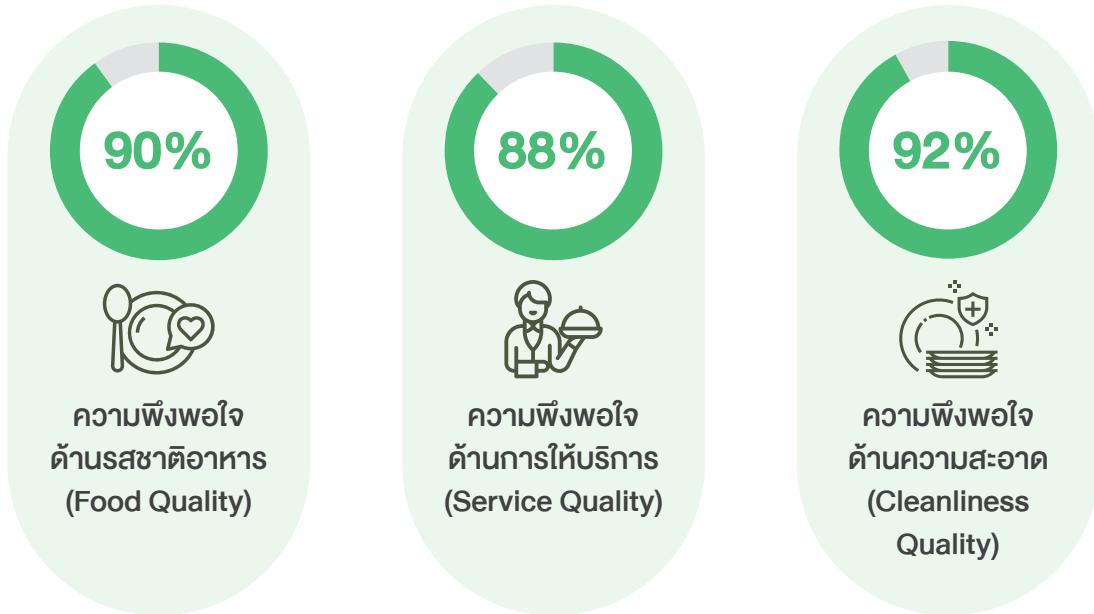 90%
ความพึงพอใจ
ด้านรสชาติอาหาร
(Food Quality)
88%
ความพึงพอใจ
ด้านการให้บริการ
(Service Quality)
92%
ความพึงพอใจ
ด้านความสะอาด
(Cleanliness
Quality)